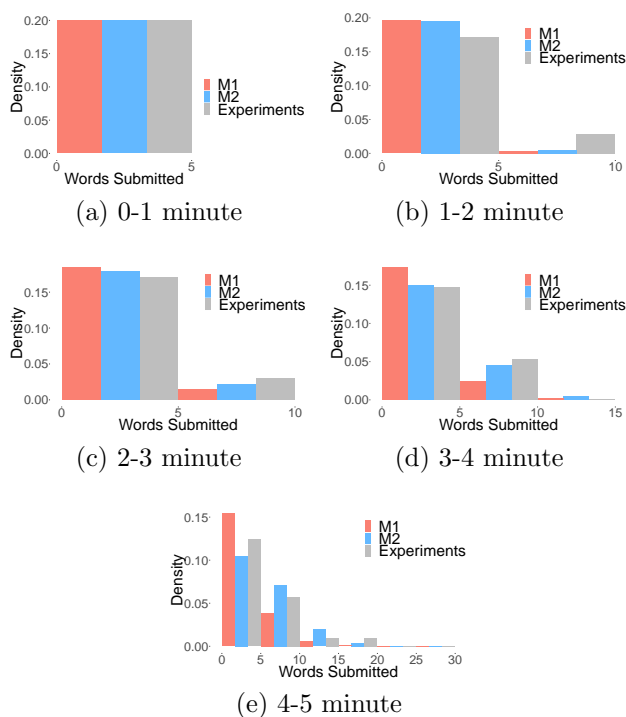 0.20
0.15
0.10
0.05
0.00
Density
M1
M2
Experiments
0
5
Words Submitted
(a) 0-1 minute
0.20
0.15
0.10
0.05
0.00
Density
M1
M2
Experiments
0
5
10
Words Submitted
(b) 1-2 minute
0.15
0.10
0.05
0.00
Density
M1
M2
Experiments
0
5
10
Words Submitted
(c) 2-3 minute
0.15
0.10
0.05
0.00
Density
M1
M2
Experiments
0
5
10
15
Words Submitted
(d) 3-4 minute
0.15
0.10
0.05
0.00
Density
M1
M2
Experiments
0
5
10
15
20
25
30
Words Submitted
(e) 4-5 minute